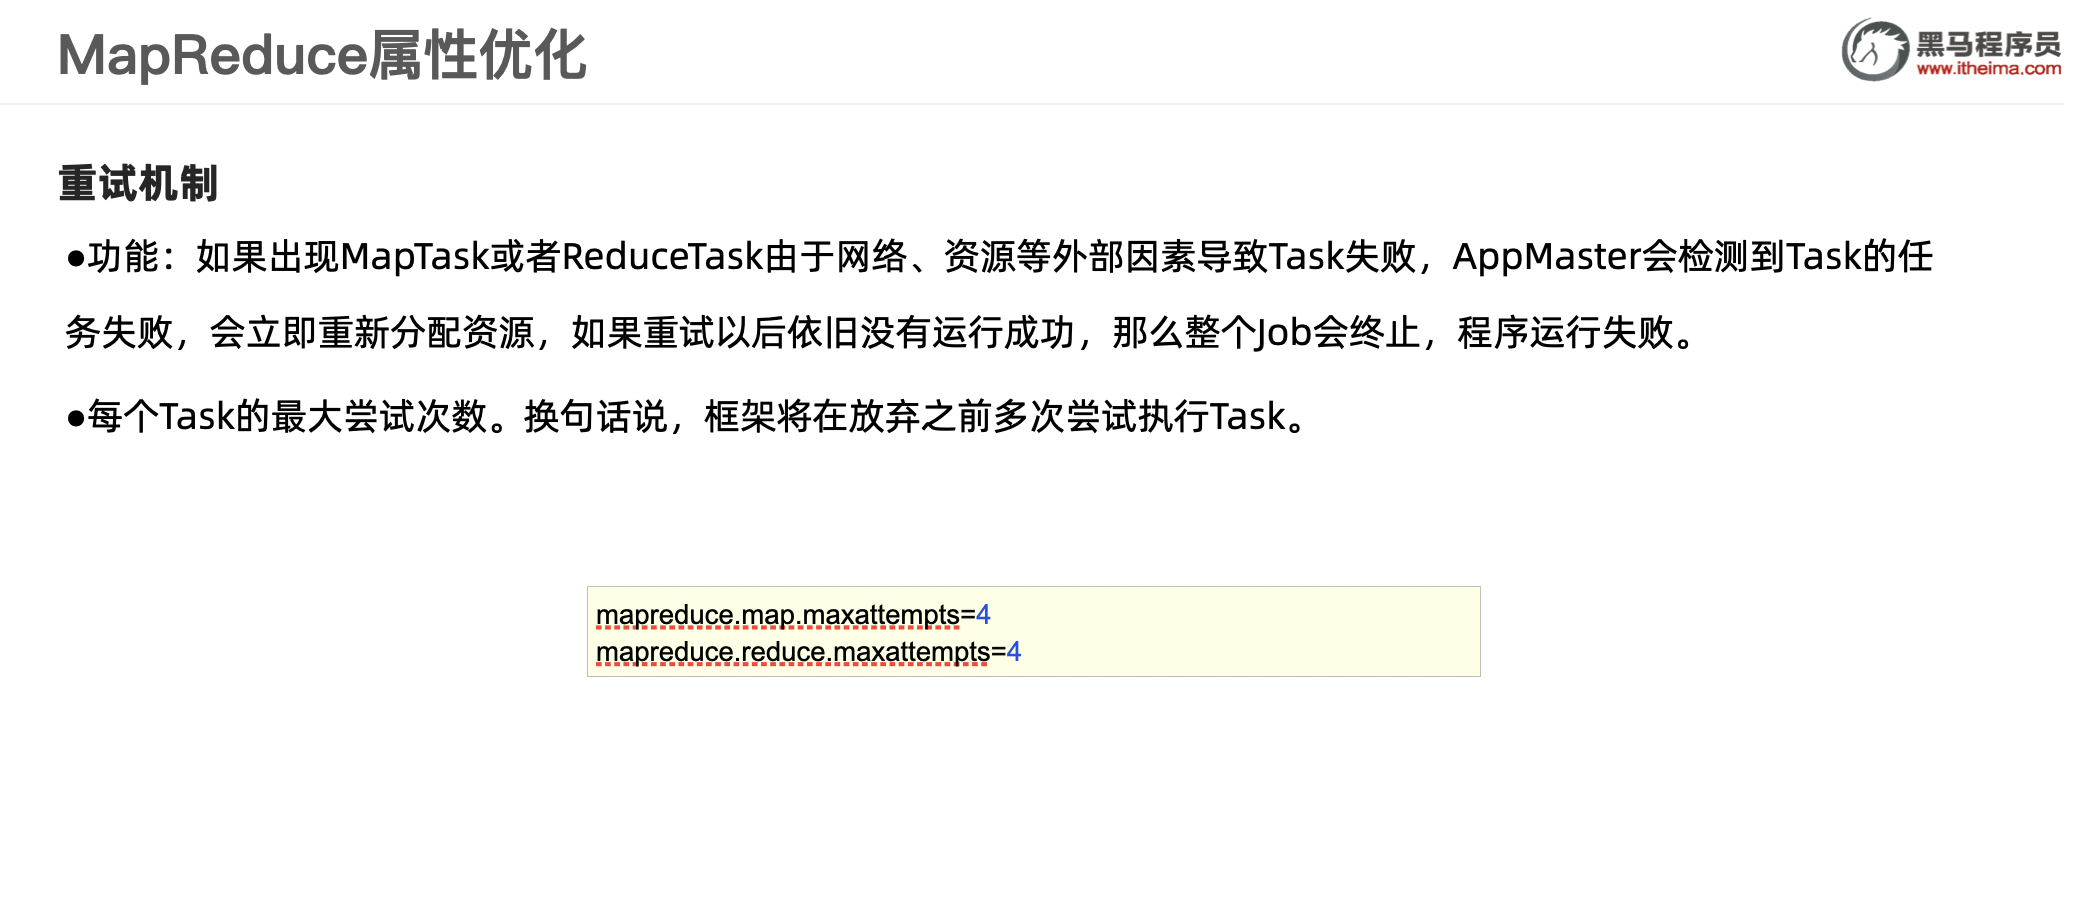 MapReduce属性优化
黑马程序员
www.itheima.com
重试机制
●功能：如果出现MapTask或者ReduceTask由于网络、资源等外部因素导致Task失败，AppMaster会检测到Task的任
务失败，会立即重新分配资源，如果重试以后依旧没有运行成功，那么整个Job会终止，程序运行失败。
●每个Task的最大尝试次数。换句话说，框架将在放弃之前多次尝试执行Task。
mapreduce.map.maxattempts=4
mapreduce.reduce.maxattempts=4